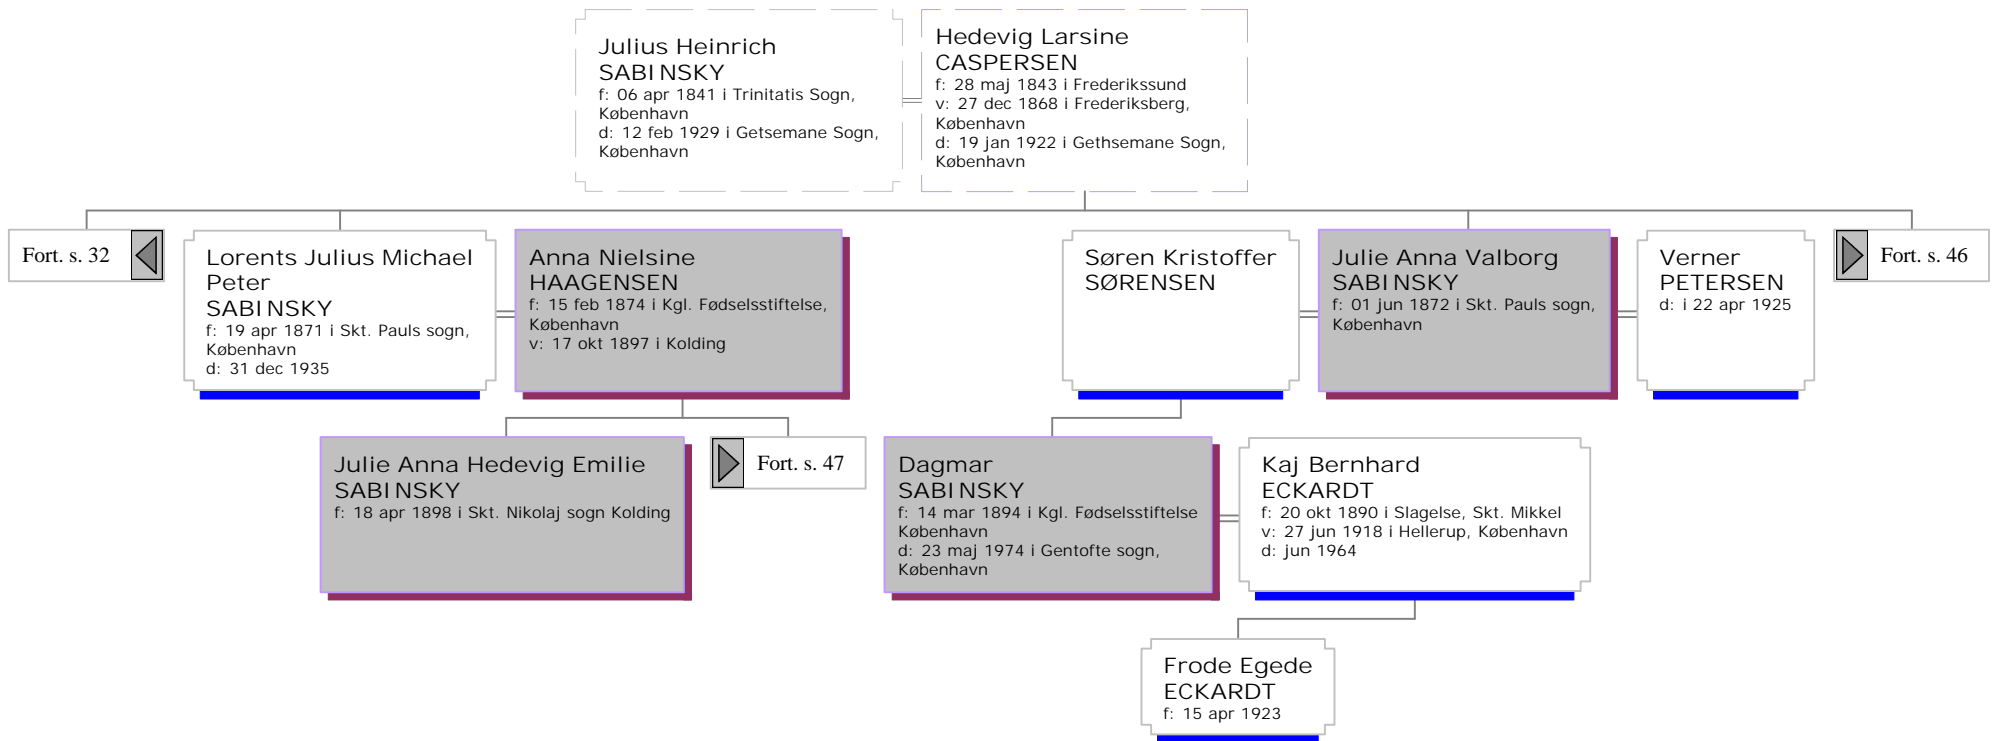 Julius Heinrich
SABINSKY
f: 06 apr 1841 i Trinitatis Sogn,
København
d: 12 feb 1929 i Getsemane Sogn,
København
Hedevig Larsine
CASPERSEN
f: 28 maj 1843 i Frederikssund
v: 27 dec 1868 i Frederiksberg,
København
d: 19 jan 1922 i Gethsemane Sogn,
København
Fort. s. 32
Lorents Julius Michael
Peter
SABINSKY
f: 19 apr 1871 i Skt. Pauls sogn,
København
d: 31 dec 1935
Anna Nielsine
HAAGENSEN
f: 15 feb 1874 i Kgl. Fødselsstiftelse,
København
v: 17 okt 1897 i Kolding
Søren Kristoffer
SØRENSEN
Julie Anna Valborg
SABINSKY
f: 01 jun 1872 i Skt. Pauls sogn,
København
Verner
PETERSEN
d: i 22 apr 1925
Fort. s. 46
Julie Anna Hedevig Emilie
SABINSKY
f: 18 apr 1898 i Skt. Nikolaj sogn Kolding
Fort. s. 47
Dagmar
SABINSKY
f: 14 mar 1894 i Kgl. Fødselsstiftelse
København
d: 23 maj 1974 i Gentofte sogn,
København
Kaj Bernhard
ECKARDT
f: 20 okt 1890 i Slagelse, Skt. Mikkel
v: 27 jun 1918 i Hellerup, København
d: jun 1964
Frode Egede
ECKARDT
f: 15 apr 1923